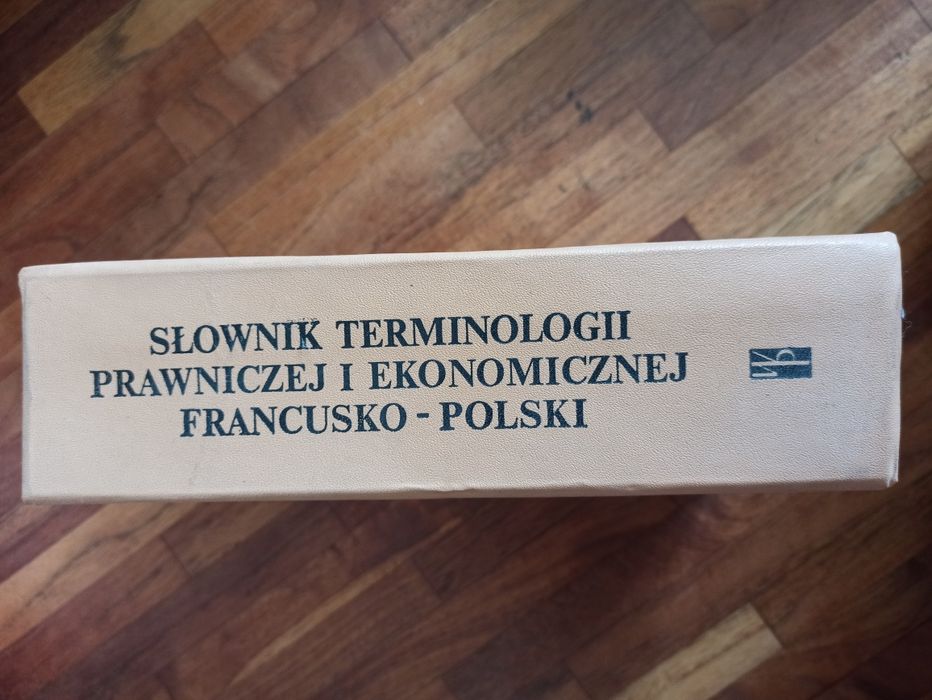 SŁOWNIK TERMINOLOGII
PRAWNICZEJ I EKONOMICZNEJ
FRANCUSKO - POLSKI